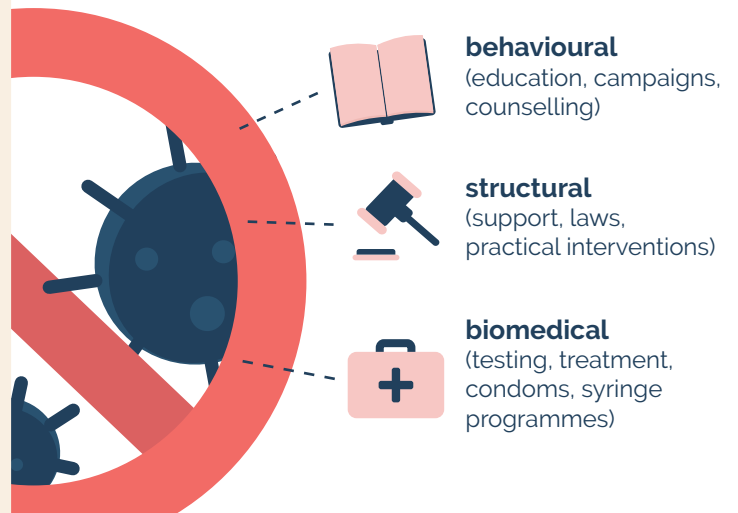 behavioural
(education, campaigns,
counselling)
structural
(support, laws,
practical interventions)
biomedical
(testing, treatment,
condoms, syringe
programmes)